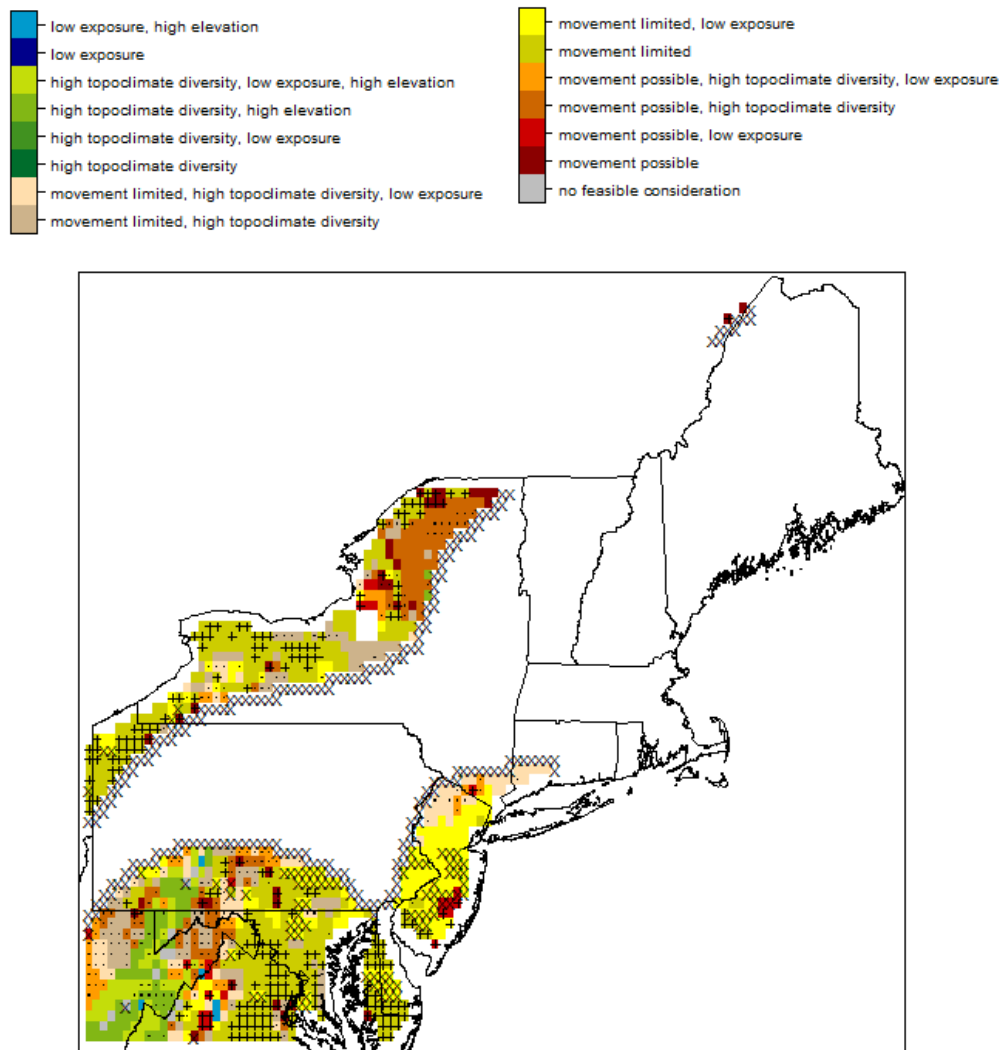 low exposure, high elevation
low exposure
high topoclimate diversity, low exposure, high elevation
high topoclimate diversity, high elevation
high topoclimate diversity, low exposure
high topoclimate diversity
movement limited, high topoclimate diversity, low exposure
movement limited, high topoclimate diversity
movement limited, low exposure
movement limited
movement possible, high topoclimate diversity, low exposure
movement possible, high topoclimate diversity
movement possible, low exposure
movement possible
no feasible consideration